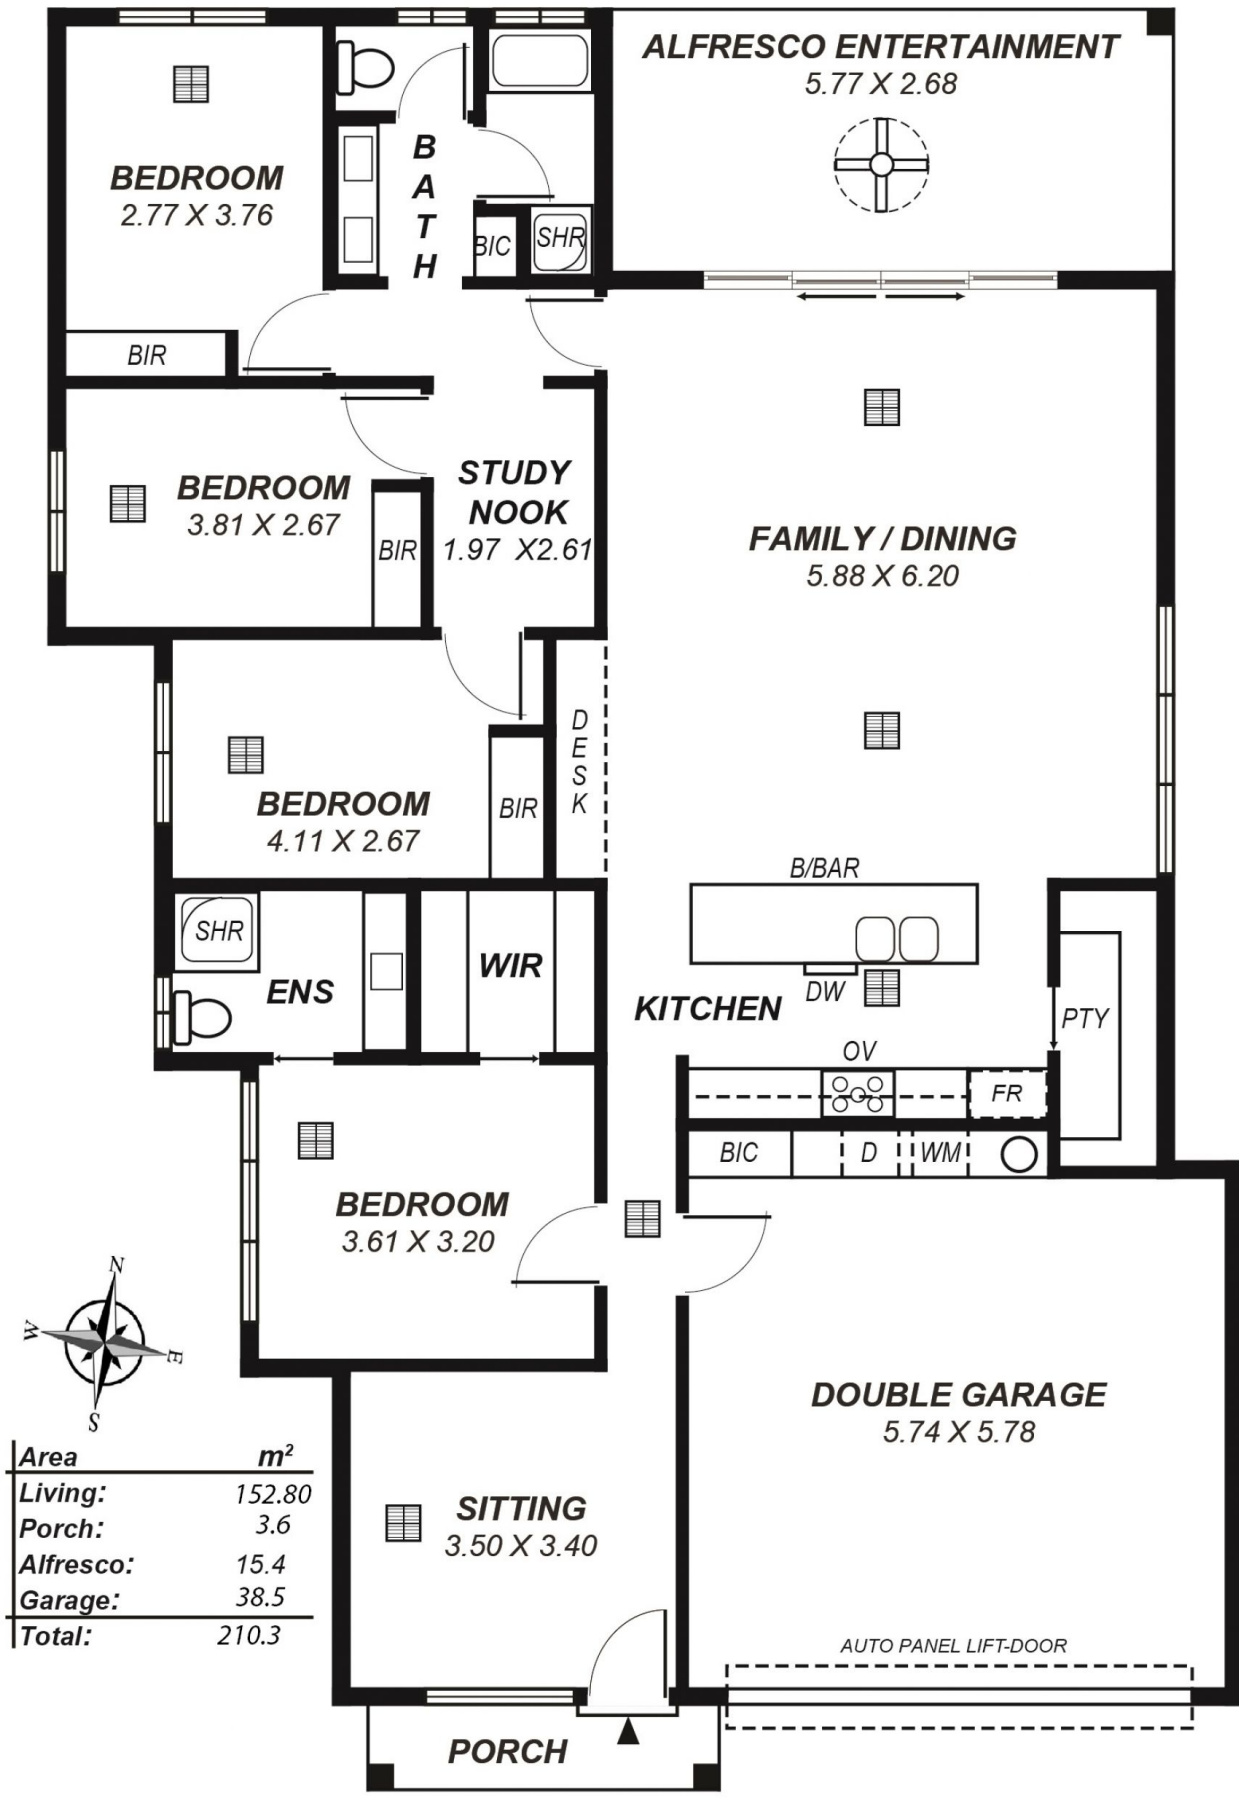 ALFRESCO ENTERTAINMENT
5.77 X 2.68
BEDROOM
2.77 X 3.76
BATH
BIC
SHR
BIR
BEDROOM
3.81 X 2.67
BIR
STUDY
NOOK
1.97 X2.61
FAMILY / DINING
5.88 X 6.20
BEDROOM
4.11 X 2.67
BIR
DESK
B/BAR
SHR
ENS
WIR
DW
KITCHEN
PTY
OV
FR
BIC
D
WM
BEDROOM
3.61 X 3.20
N
W
E
S
DOUBLE GARAGE
5.74 X 5.78
Area m²
Living: 152.80
Porch: 3.6
Alfresco: 15.4
Garage: 38.5
Total: 210.3
SITTING
3.50 X 3.40
AUTO PANEL LIFT-DOOR
PORCH